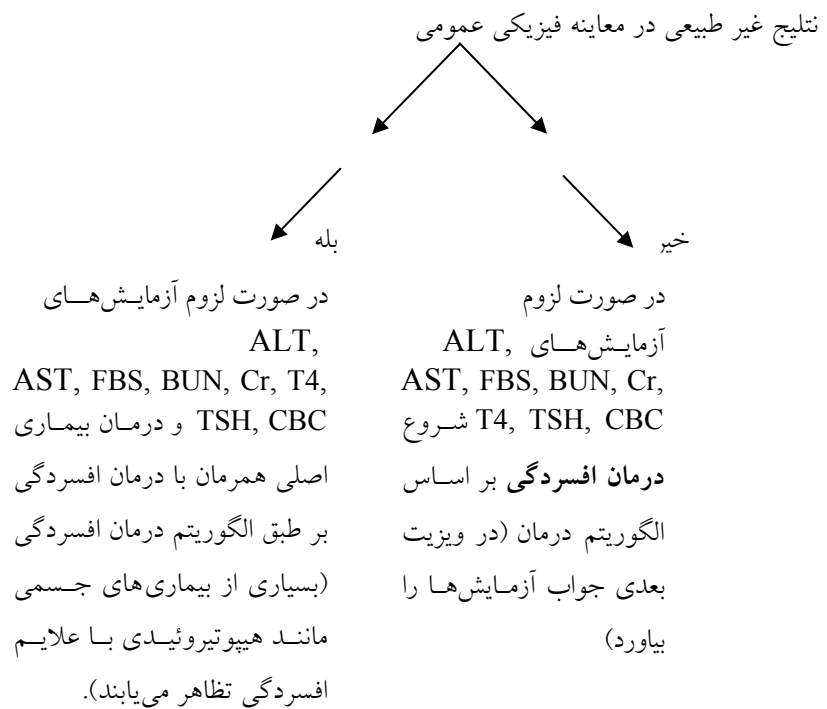 نتلیج غیر طبیعی در معاینه فیزیکی عمومی
خیر
در صورت لزوم
آزمایش‌های ALT,
AST, FBS, BUN, Cr,
T4, TSH, CBC شروع
درمان افسردگی بر اساس
الگوریتم درمان (در ویزیت
بعدی جواب آزمایش‌ها را
بیاورد)
بله
در صورت لزوم آزمایش‌های
ALT,
AST, FBS, BUN, Cr, T4,
TSH, CBC و درمان بیماری
اصلی همرمان با درمان افسردگی
بر طبق الگوریتم درمان افسردگی
(بسیاری از بیماری‌های جسمی
مانند هیپوتیروئیدی با علایم
افسردگی تظاهر می‌یابند).